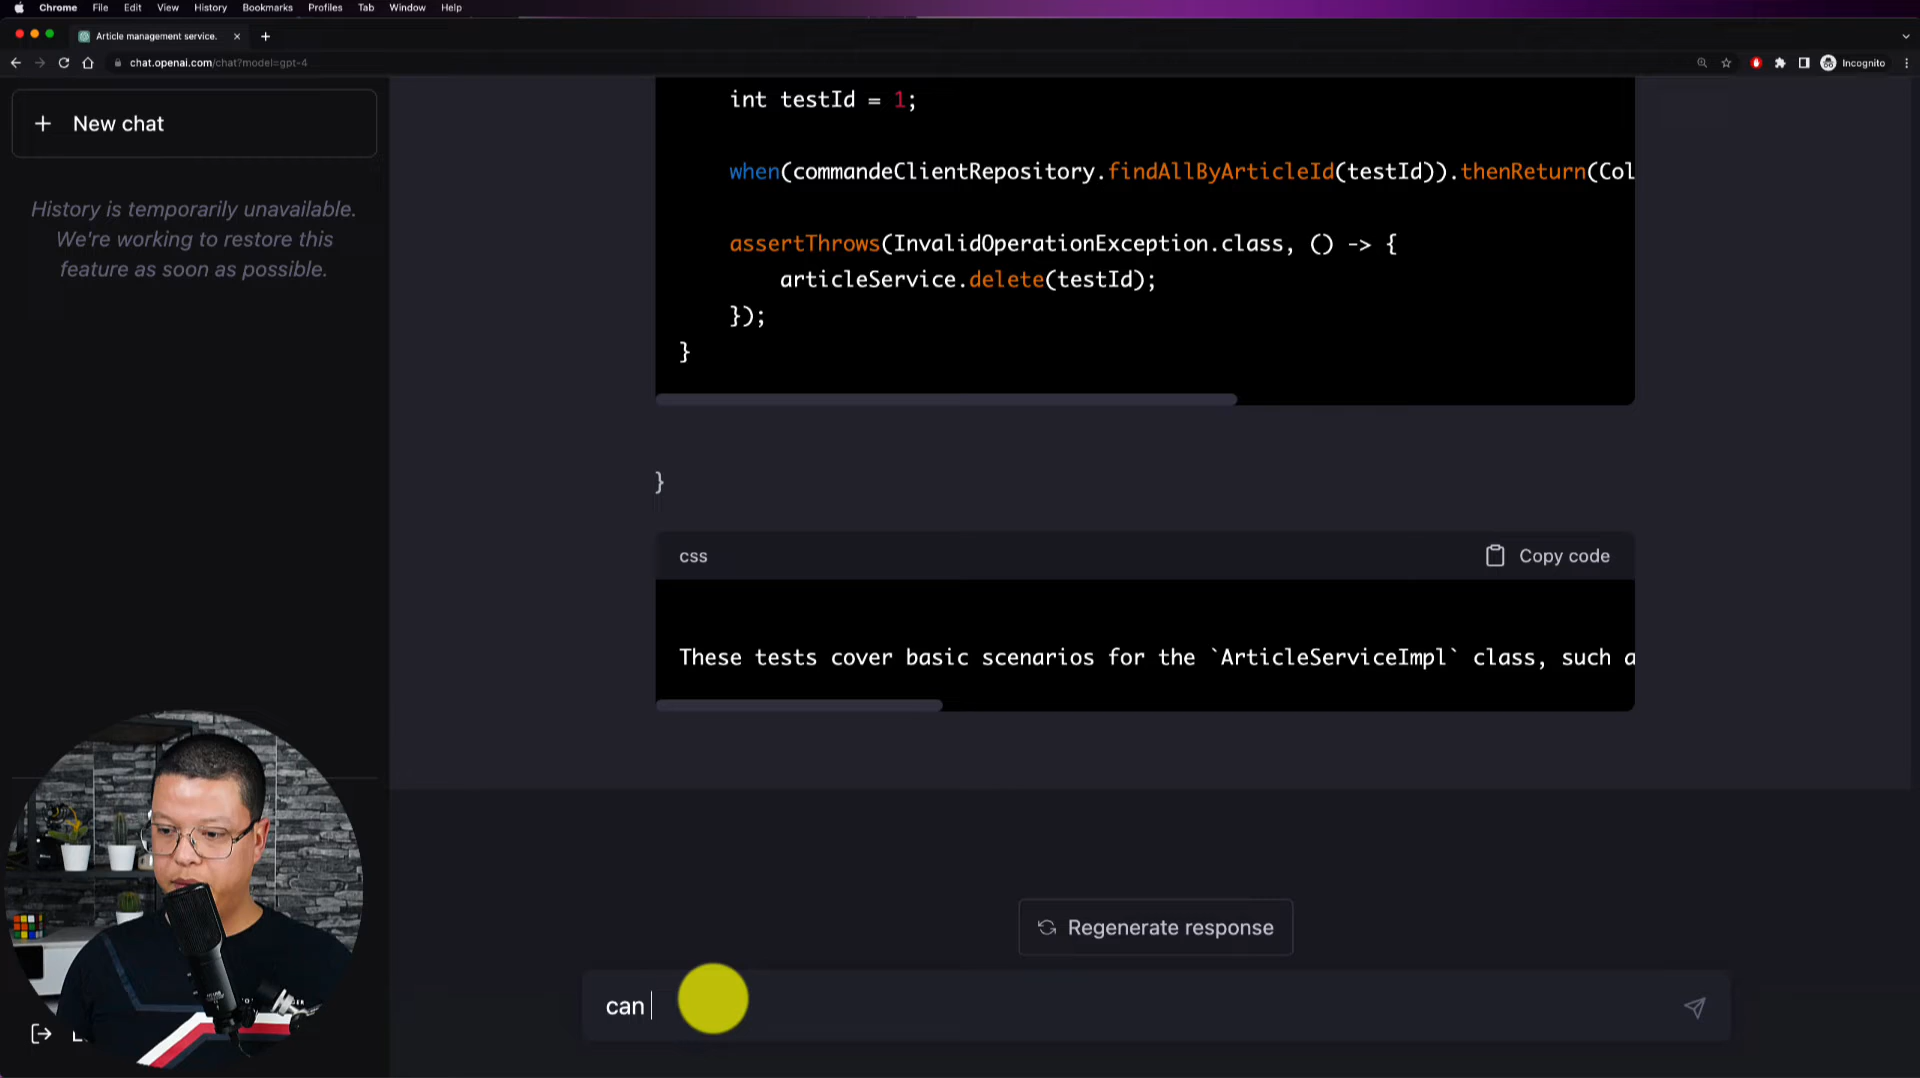 Chrome File Edit View History Bookmarks Profiles Tab Window Help
Article management service.
chat.openai.com/chat?model=gpt-4
Incognito
New chat
History is temporarily unavailable.
We're working to restore this
feature as soon as possible.
int testId = 1;
when(commandeClientRepository.findAllByArticleId(testId)).thenReturn(Col
assertThrows(InvalidOperationException.class, () -> {
articleService.delete(testId);
});
}
}
css
Copy code
These tests cover basic scenarios for the `ArticleServiceImpl` class, such a
Regenerate response
can